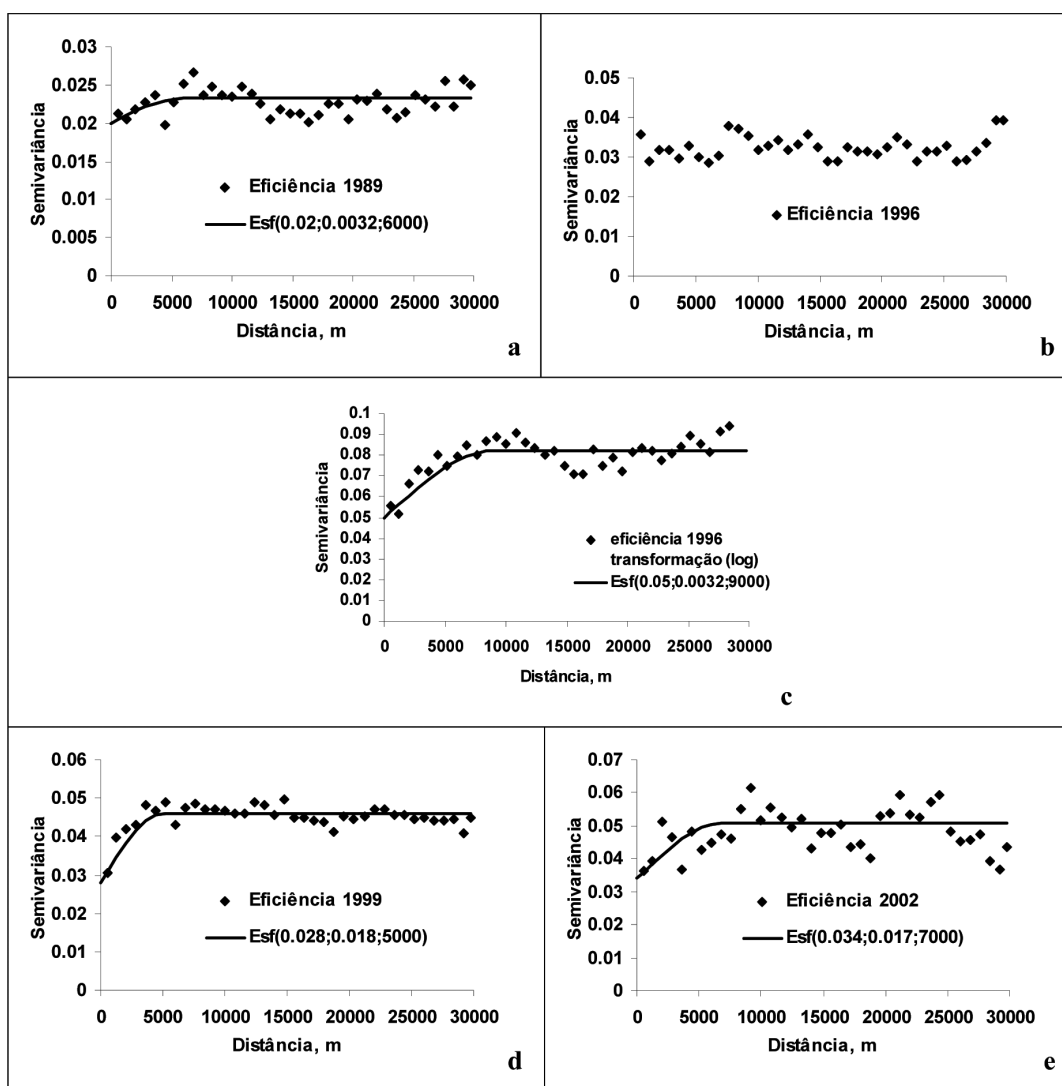 0.03
0.025
0.02
0.015
0.01
0.005
0
Semivariância
Eficiência 1989
Esf(0.02;0.0032;6000)
0 5000 10000 15000 20000 25000 30000
Distância, m
a
0.05
0.04
0.03
0.02
0.01
0
Semivariância
Eficiência 1996
0 5000 10000 15000 20000 25000 30000
Distância, m
b
0.1
0.09
0.08
0.07
0.06
0.05
0.04
0.03
0.02
0.01
0
Semivariância
eficiência 1996
transformação (log)
Esf(0.05;0.0032;9000)
0 5000 10000 15000 20000 25000 30000
Distância, m
c
0.06
0.05
0.04
0.03
0.02
0.01
0
Semivariância
Eficiência 1999
Esf(0.028;0.018;5000)
0 5000 10000 15000 20000 25000 30000
Distância, m
d
0.07
0.06
0.05
0.04
0.03
0.02
0.01
0
Semivariância
Eficiência 2002
Esf(0.034;0.017;7000)
0 5000 10000 15000 20000 25000 30000
Distância, m
e